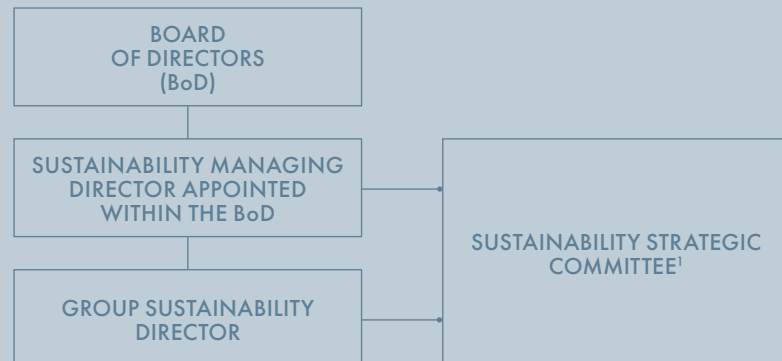 BOARD
OF DIRECTORS
(BoD)
SUSTAINABILITY MANAGING
DIRECTOR APPOINTED
WITHIN THE BoD
SUSTAINABILITY STRATEGIC
COMMITTEE¹
GROUP SUSTAINABILITY
DIRECTOR